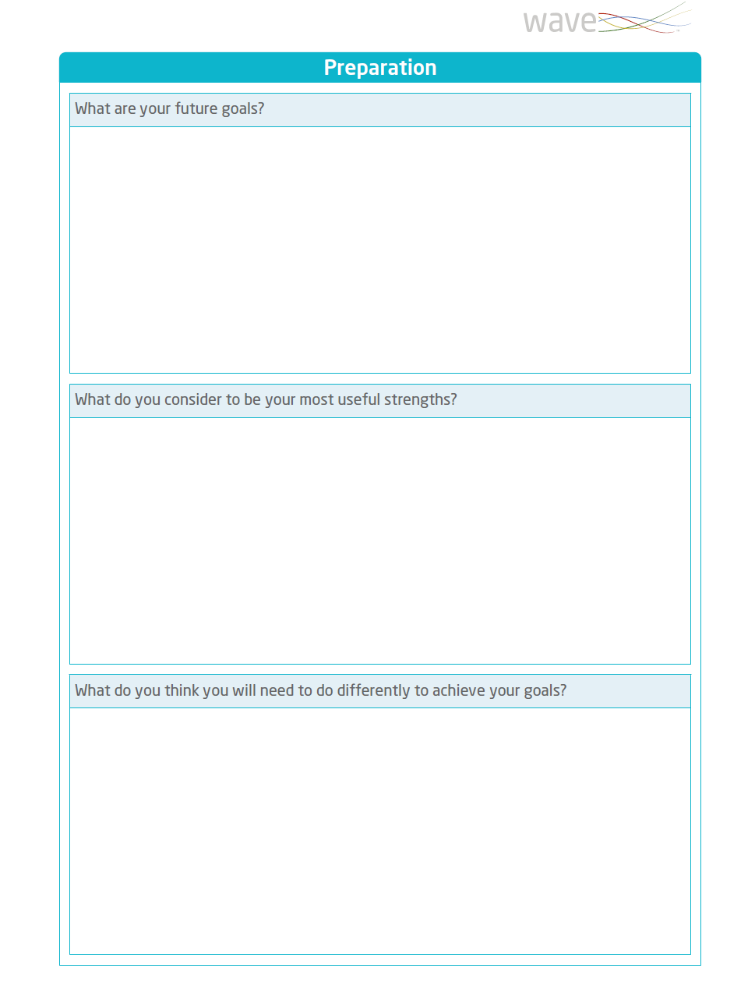 wave
Preparation
What are your future goals?
What do you consider to be your most useful strengths?
What do you think you will need to do differently to achieve your goals?